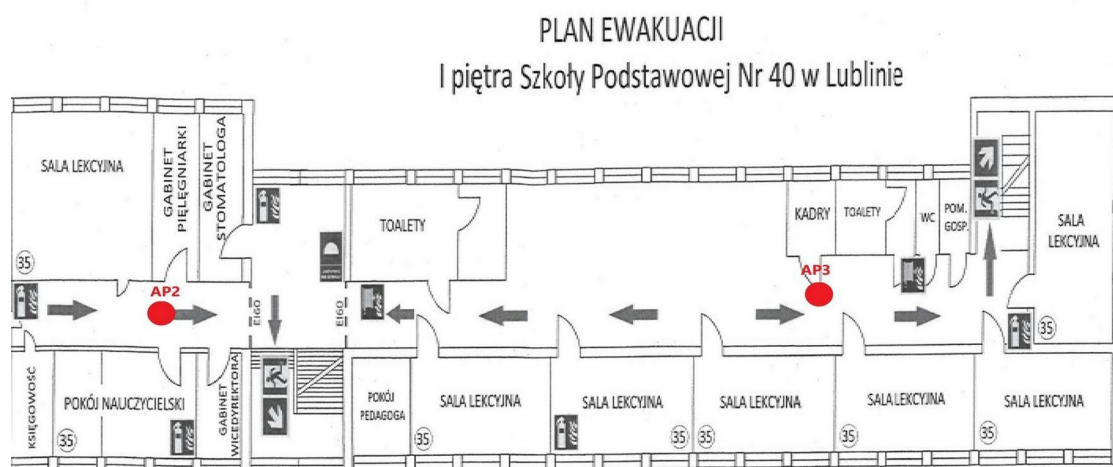 PLAN EWAKUACJI
I piętra Szkoły Podstawowej Nr 40 w Lublinie
SALA LEKCYJNA
GABINET
PIELĘGNIARKI
GABINET
STOMATOLOGA
TOALETY
KADRY
TOALETY
WC
POM.
GOSP.
SALA
LEKCYJNA
35
AP2
AP3
EI60
EI60
35
KSIĘGOWOŚĆ
POKÓJ NAUCZYCIELSKI
35
GABINET
WICEDYREKTORA
POKÓJ
PEDAGOGA
SALA LEKCYJNA
35
SALA LEKCYJNA
35
SALA LEKCYJNA
35
SALA LEKCYJNA
35
SALA LEKCYJNA
35